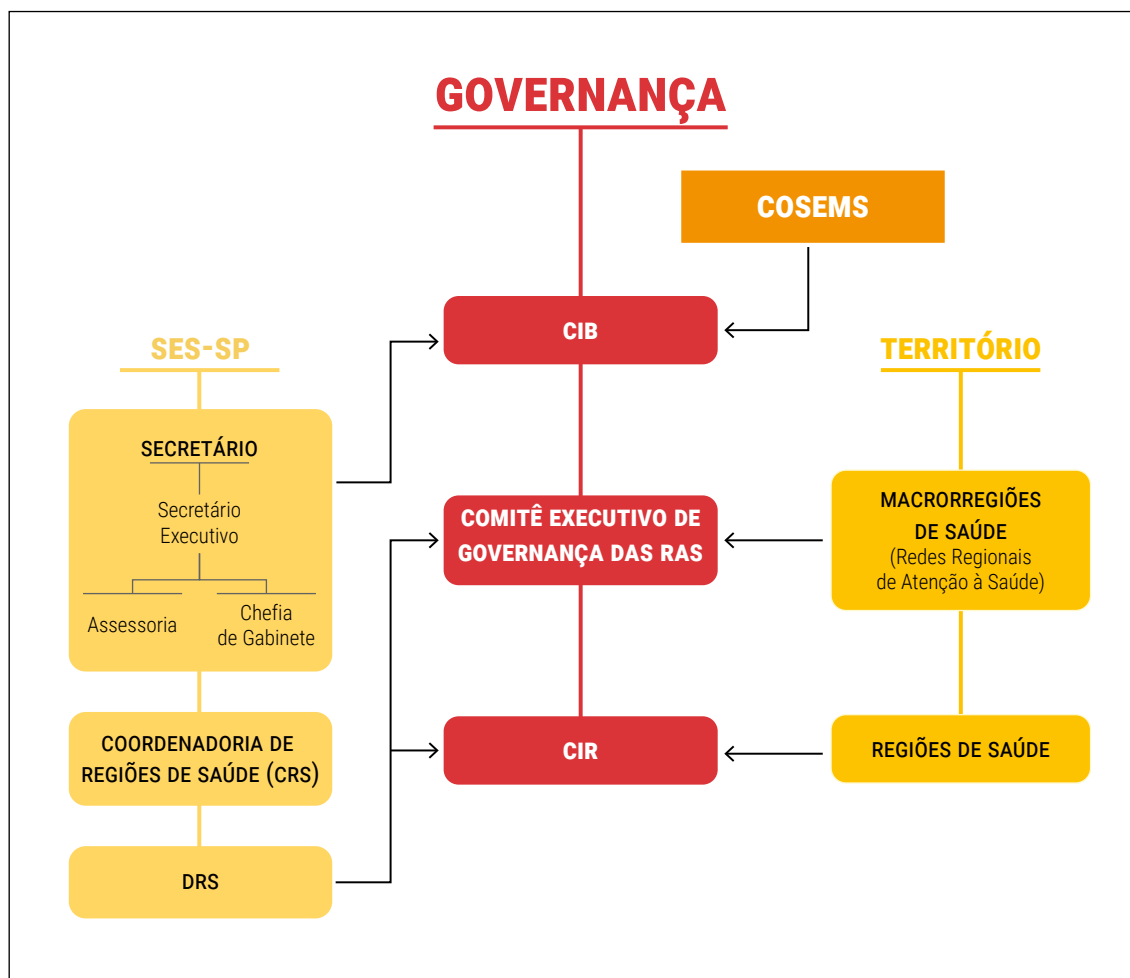 GOVERNANÇA
COSEMS
CIB
SES-SP
TERRITÓRIO
SECRETÁRIO
Secretário
Executivo
Assessoria
Chefia
de Gabinete
COMITÊ EXECUTIVO DE
GOVERNANÇA DAS RAS
MACRORREGIÕES
DE SAÚDE
(Redes Regionais
de Atenção à Saúde)
COORDENADORIA DE
REGIÕES DE SAÚDE (CRS)
CIR
REGIÕES DE SAÚDE
DRS